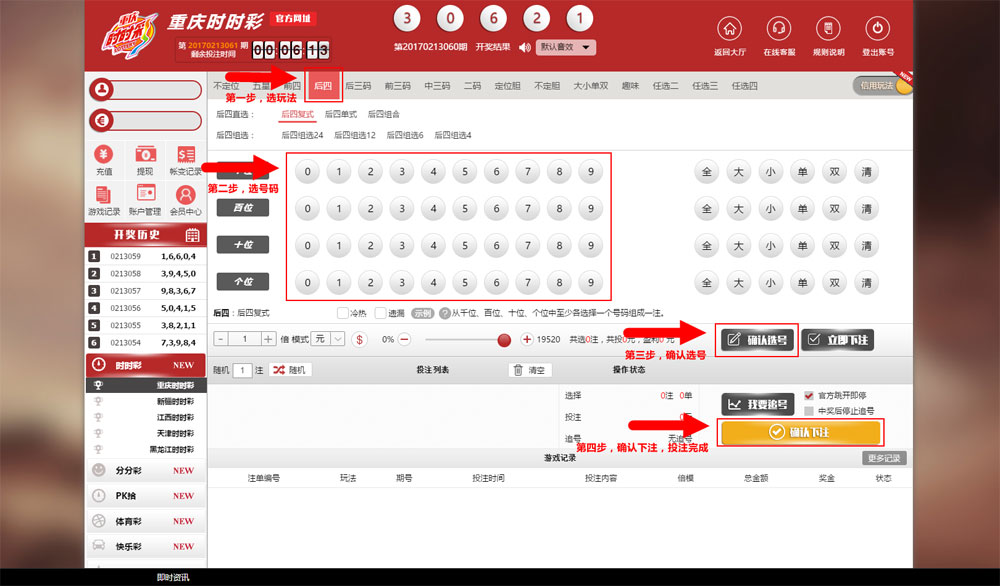 重庆时时彩
重庆时时彩 官方网址
第 20170213061 期
剩余投注时间
00:06:13
3 0 6 2 1
第20170213060期 开奖结果 默认音效
返回大厅 在线客服 规则说明 登出账号
不定位 五星 前四 后四 后三码 前三码 中三码 二码 定位胆 不定胆 大小单双 趣味 任选二 任选三 任选四
信用玩法 NEW
第一步，选玩法
后四直选： 后四复式 后四单式 后四组合
后四组选： 后四组选24 后四组选12 后四组选6 后四组选4
充值 提现 帐变记录
游戏记录 账户管理 会员中心
第二步，选号码
0 1 2 3 4 5 6 7 8 9 全 大 小 单 双 清
百位 0 1 2 3 4 5 6 7 8 9 全 大 小 单 双 清
十位 0 1 2 3 4 5 6 7 8 9 全 大 小 单 双 清
个位 0 1 2 3 4 5 6 7 8 9 全 大 小 单 双 清
开奖历史
1 0213059 1,6,6,0,4
2 0213058 3,9,4,5,0
3 0213057 9,8,3,6,7
4 0213056 5,0,4,1,5
5 0213055 3,8,2,1,1
6 0213054 7,3,9,8,4
后四：后四复式 冷热 遗漏 示例 ? 从千位、百位、十位、个位中至少各选择一个号码组成一注。
- 1 + 倍 模式 元 $ 0% 19520 共选0注，共投0元，盈利0 元
第三步，确认选号
确认选号 立即下注
随机 1 注 随机 投注列表 清空 操作状态
选择 0注 0单
投注
追号 无追号
我要追号
官方跳开即停
中奖后停止追号
确认下注
第四步，确认下注，投注完成
时时彩 NEW
重庆时时彩
新疆时时彩
江西时时彩
天津时时彩
黑龙江时时彩
分分彩 NEW
PK拾 NEW
体育彩 NEW
快乐彩 NEW
游戏记录 更多记录
注单编号 玩法 期号 投注时间 投注内容 倍模 总金额 奖金 状态
即时资讯